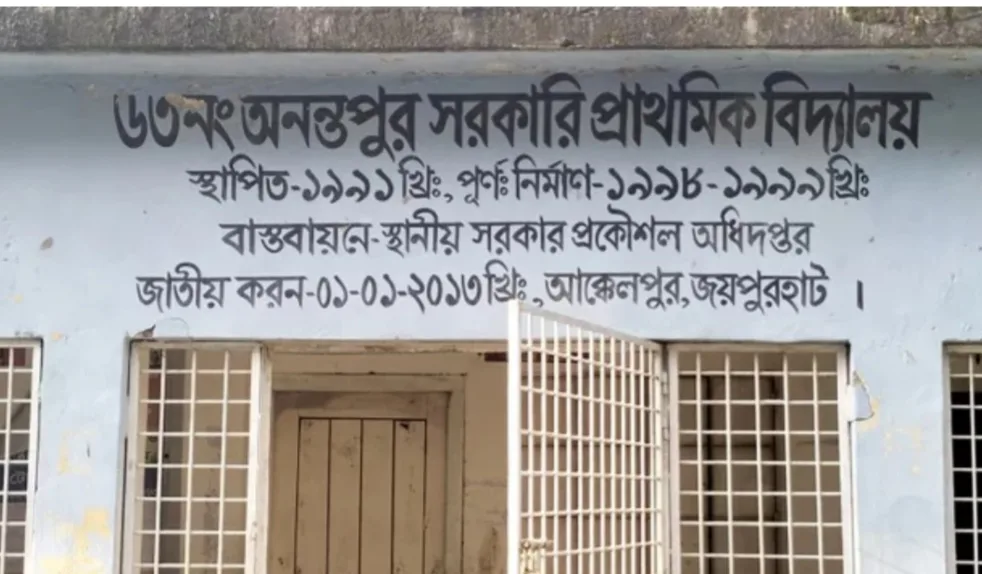 ৬৩নং অনন্তপুর সরকারি প্রাথমিক বিদ্যালয়
স্থাপিত-১৯৯১ খ্রিঃ, পূর্ণঃ নির্মাণ-১৯৯৮-১৯৯৯ খ্রিঃ
বাস্তবায়নে-স্থানীয় সরকার প্রকৌশল অধিদপ্তর
জাতীয় করন-০১-০১-২০১৩ খ্রিঃ, আক্কেলপুর, জয়পুরহাট ।